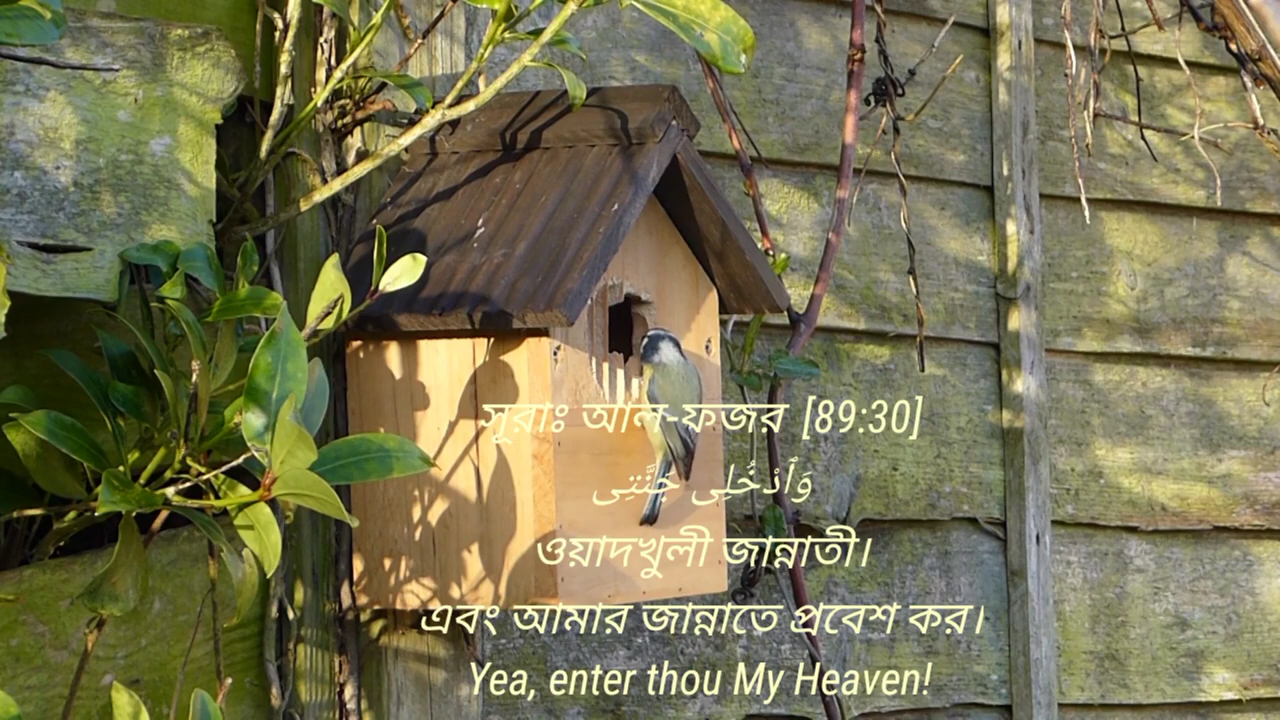 সূরাঃ আল-ফজর [89:30]
وَٱدْخُلِى جَنَّتِى
ওয়াদখুলী জান্নাতী।
এবং আমার জান্নাতে প্রবেশ কর।
Yea, enter thou My Heaven!